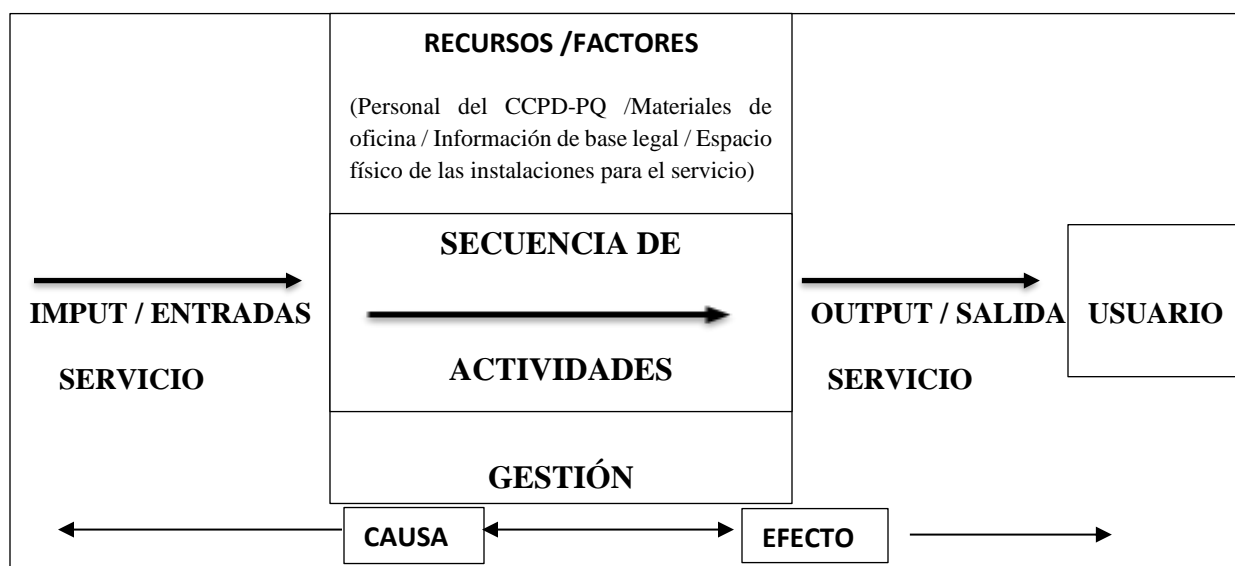 RECURSOS /FACTORES
(Personal del CCPD-PQ /Materiales de
oficina / Información de base legal / Espacio
físico de las instalaciones para el servicio)
SECUENCIA DE
IMPUT / ENTRADAS
OUTPUT / SALIDA
USUARIO
SERVICIO
ACTIVIDADES
SERVICIO
GESTIÓN
CAUSA
EFECTO